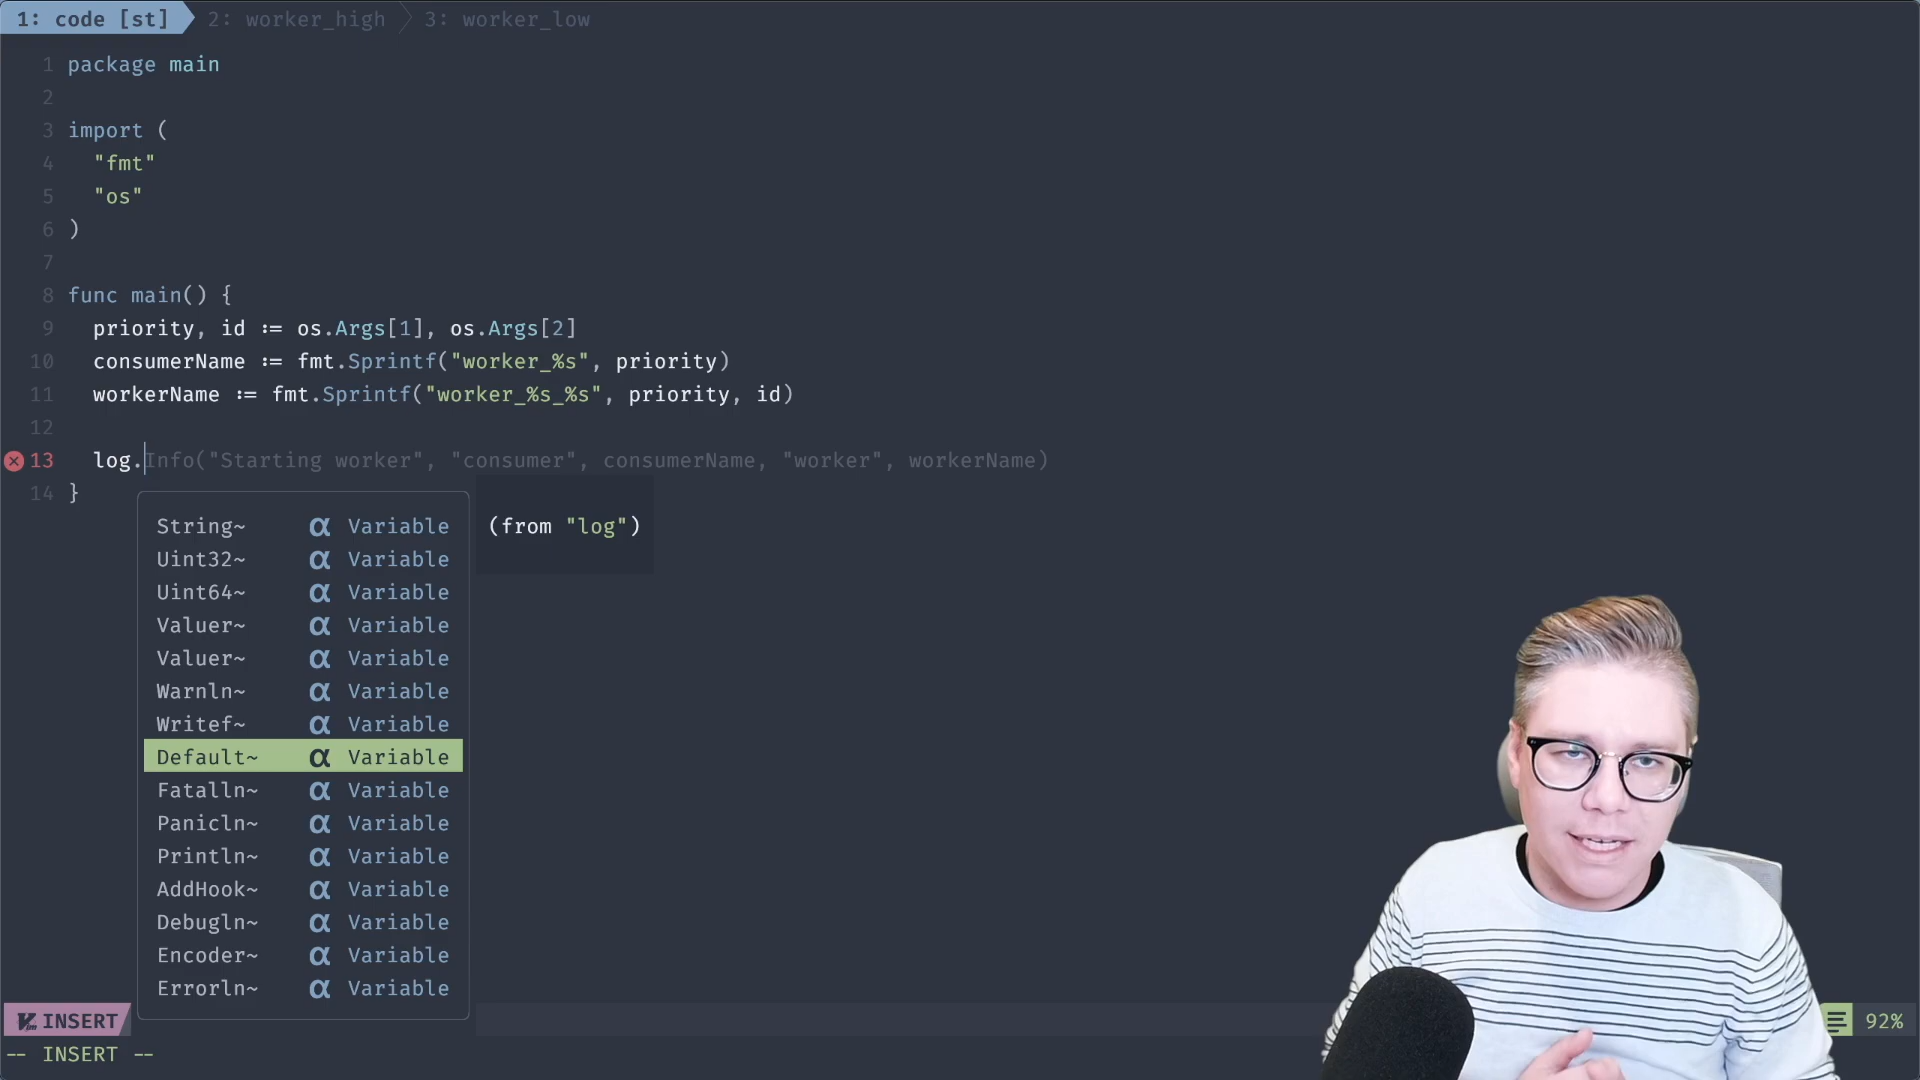 1: code [st] 2: worker_high 3: worker_low
1 package main
2
3 import (
4 "fmt"
5 "os"
6 )
7
8 func main() {
9 priority, id := os.Args[1], os.Args[2]
10 consumerName := fmt.Sprintf("worker_%s", priority)
11 workerName := fmt.Sprintf("worker_%s_%s", priority, id)
12
13 log.Info("Starting worker", "consumer", consumerName, "worker", workerName)
14 }
String~ α Variable (from "log")
Uint32~ α Variable
Uint64~ α Variable
Valuer~ α Variable
Valuer~ α Variable
Warnln~ α Variable
Writef~ α Variable
Default~ α Variable
Fatalln~ α Variable
Panicln~ α Variable
Println~ α Variable
AddHook~ α Variable
Debugln~ α Variable
Encoder~ α Variable
Errorln~ α Variable
INSERT 92%
-- INSERT --